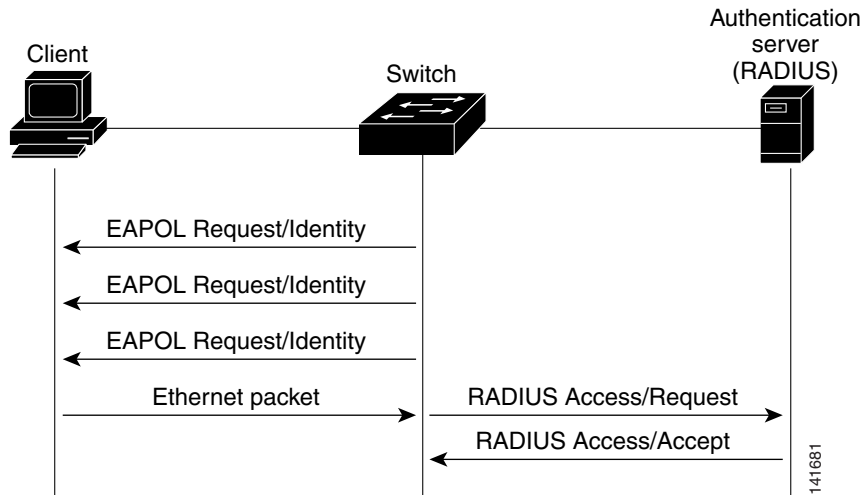 Client
Switch
Authentication
server
(RADIUS)
EAPOL Request/Identity
EAPOL Request/Identity
EAPOL Request/Identity
Ethernet packet
RADIUS Access/Request
RADIUS Access/Accept
141681